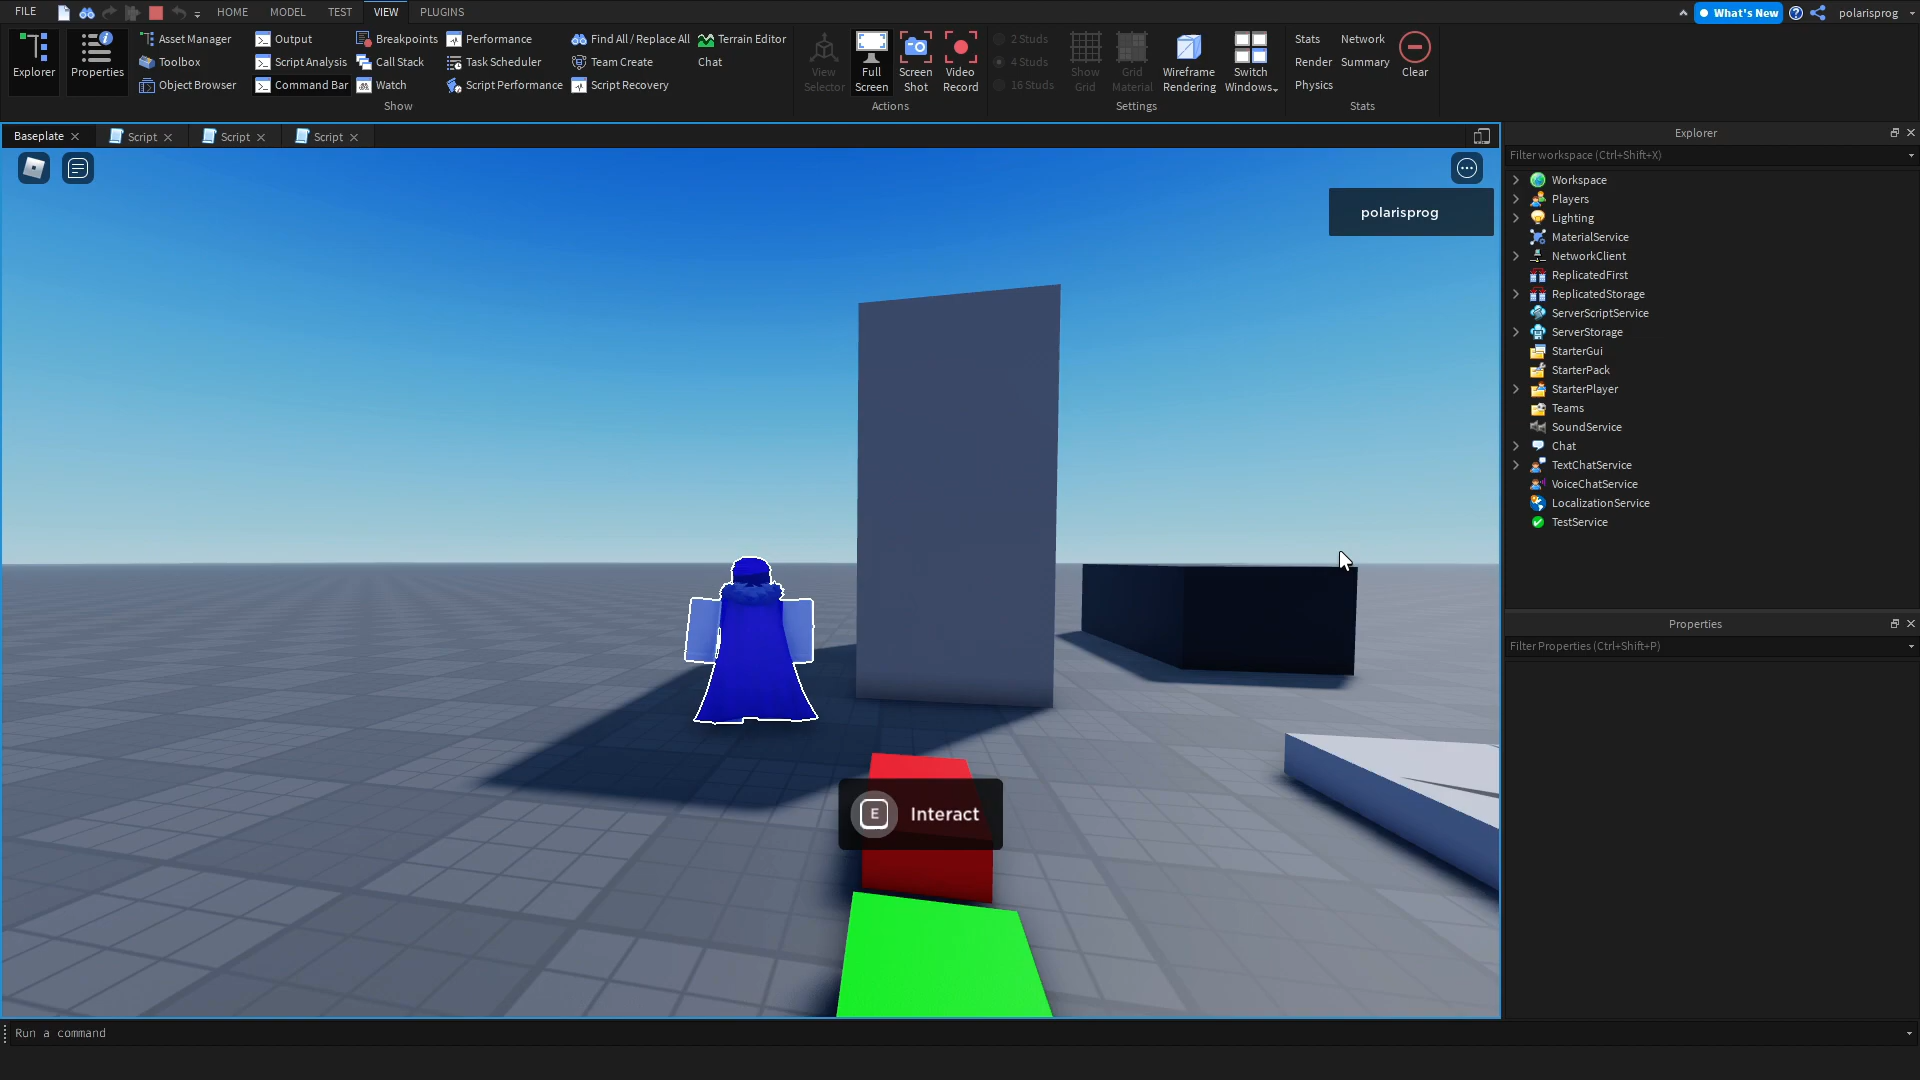 FILE HOME MODEL TEST VIEW PLUGINS What's New polarisprog
Explorer
Properties
Asset Manager
Toolbox
Object Browser
Output
Script Analysis
Command Bar
Breakpoints
Call Stack
Watch
Performance
Task Scheduler
Script Performance
Find All / Replace All
Team Create
Script Recovery
Terrain Editor
Chat
Show
View
Selector
Full
Screen
Screen
Shot
Video
Record
Actions
2 Studs
4 Studs
16 Studs
Show
Grid
Grid
Material
Wireframe
Rendering
Switch
Windows
Settings
Stats
Render
Physics
Network
Summary
Clear
Stats
Baseplate Script Script Script
polarisprog
E Interact
Explorer
Filter workspace (Ctrl+Shift+X)
Workspace
Players
Lighting
MaterialService
NetworkClient
ReplicatedFirst
ReplicatedStorage
ServerScriptService
ServerStorage
StarterGui
StarterPack
StarterPlayer
Teams
SoundService
Chat
TextChatService
VoiceChatService
LocalizationService
TestService
Properties
Filter Properties (Ctrl+Shift+P)
Run a command